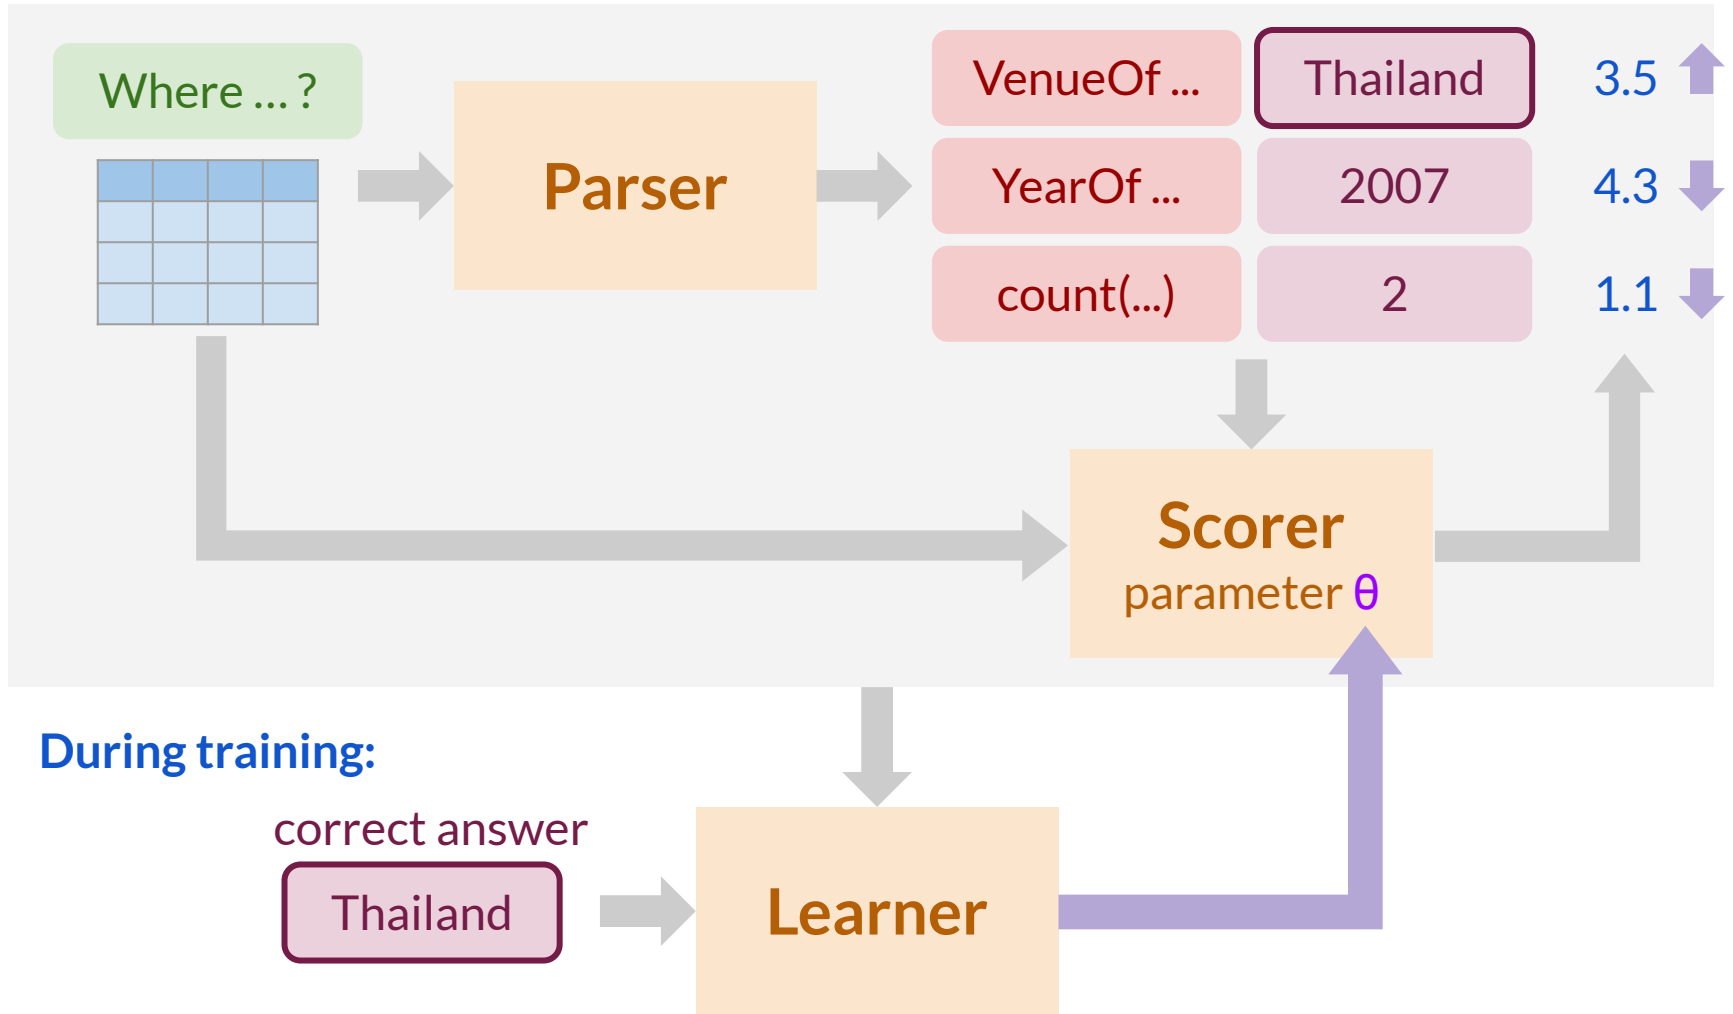 Where ... ?
Parser
VenueOf ... Thailand 3.5
YearOf ... 2007 4.3
count(...) 2 1.1
Scorer
parameter θ
During training:
correct answer
Thailand
Learner